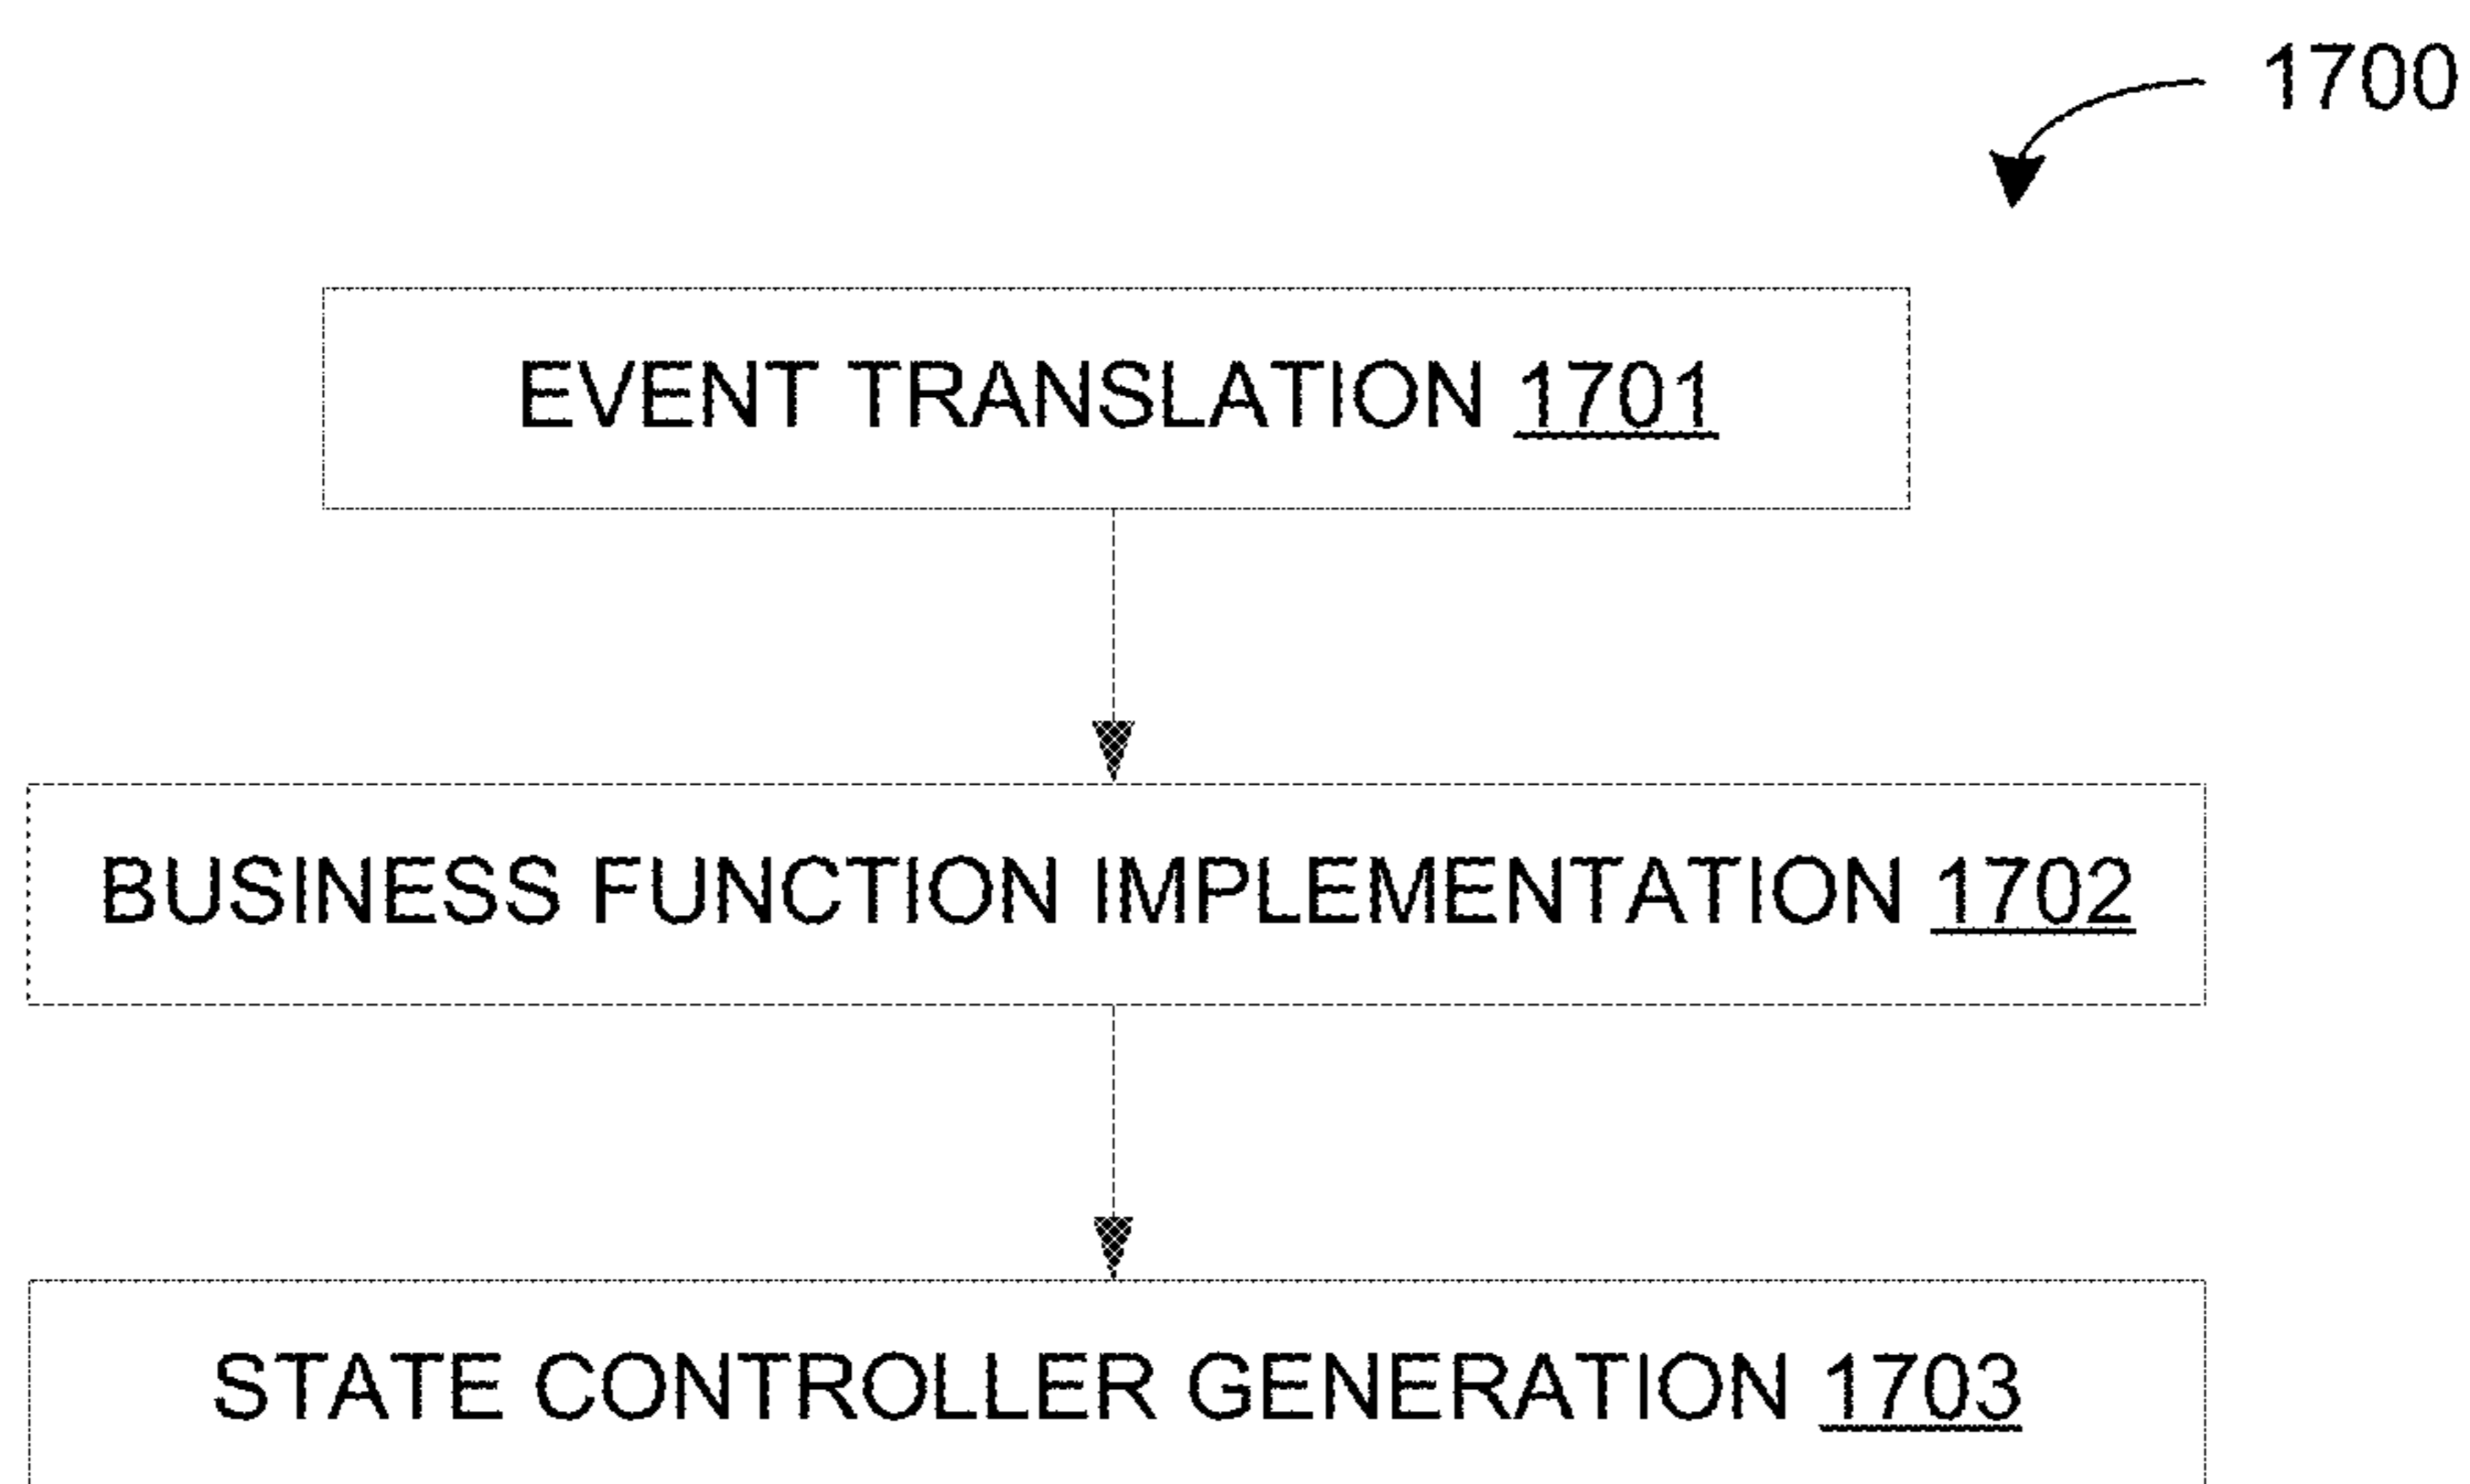 1700
EVENT TRANSLATION 1701
BUSINESS FUNCTION IMPLEMENTATION 1702
STATE CONTROLLER GENERATION 1703